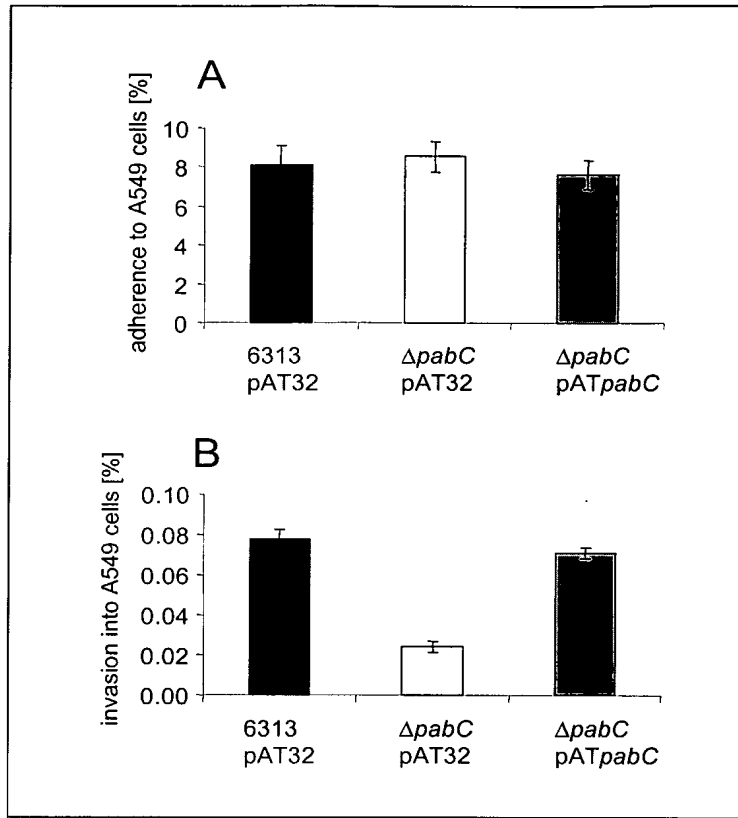 A
adherence to A549 cells [%]
10
8
6
4
2
0
6313 pAT32
ΔpabC pAT32
ΔpabC pATpabC
B
invasion into A549 cells [%]
0.10
0.08
0.06
0.04
0.02
0.00
6313 pAT32
ΔpabC pAT32
ΔpabC pATpabC